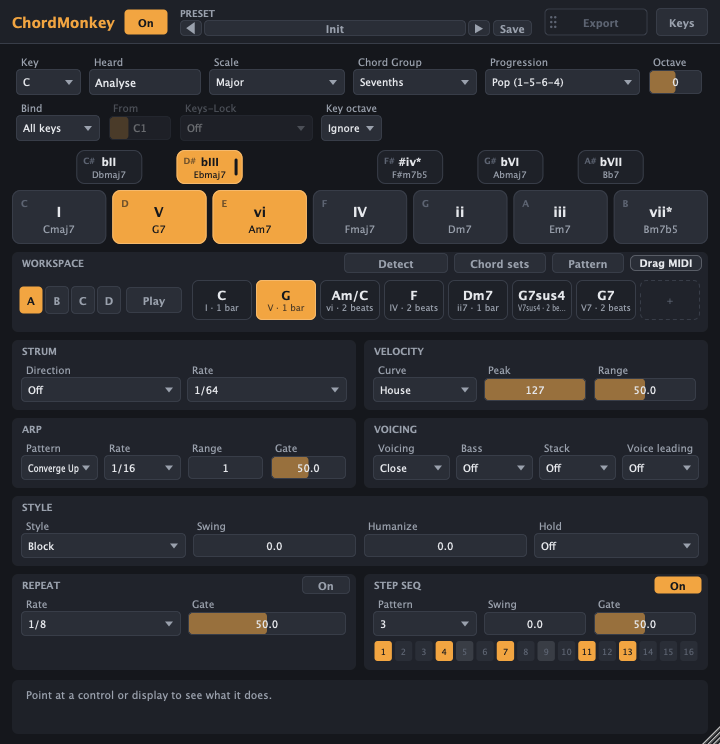 ChordMonkey On PRESET Init Save Export Keys
Key Heard Scale Chord Group Progression Octave
C Analyse Major Sevenths Pop (1-5-6-4) 0
Bind From Keys-Lock Key octave
All keys C1 Off Ignore
C# bII D# bIII F# #iv* G# bVI A# bVII
Dbmaj7 Ebmaj7 F#m7b5 Abmaj7 Bb7
C I D V E vi F IV G ii A iii B vii*
Cmaj7 G7 Am7 Fmaj7 Dm7 Em7 Bm7b5
WORKSPACE Detect Chord sets Pattern Drag MIDI
A B C D Play C G Am/C F Dm7 G7sus4 G7 +
I · 1 bar V · 1 bar vi · 2 beats IV · 2 beats ii7 · 1 bar V7sus4 · 2 be... V7 · 2 beats
STRUM
Direction Rate
Off 1/64
VELOCITY
Curve Peak Range
House 127 50.0
ARP
Pattern Rate Range Gate
Converge Up 1/16 1 50.0
VOICING
Voicing Bass Stack Voice leading
Close Off Off Off
STYLE
Style Swing Humanize Hold
Block 0.0 0.0 Off
REPEAT On
Rate Gate
1/8 50.0
STEP SEQ On
Pattern Swing Gate
3 0.0 50.0
1 2 3 4 5 6 7 8 9 10 11 12 13 14 15 16
Point at a control or display to see what it does.